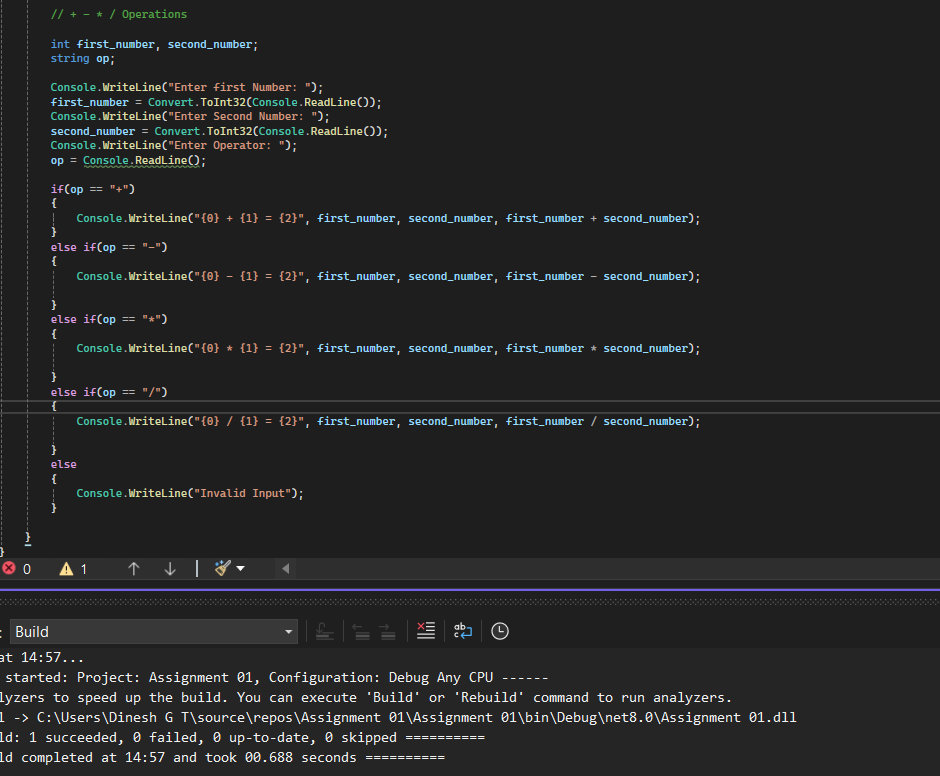 // + - * / Operations
int first_number, second_number;
string op;
Console.WriteLine("Enter first Number: ");
first_number = Convert.ToInt32(Console.ReadLine());
Console.WriteLine("Enter Second Number: ");
second_number = Convert.ToInt32(Console.ReadLine());
Console.WriteLine("Enter Operator: ");
op = Console.ReadLine();
if(op == "+")
{
Console.WriteLine("{0} + {1} = {2}", first_number, second_number, first_number + second_number);
}
else if(op == "-")
{
Console.WriteLine("{0} - {1} = {2}", first_number, second_number, first_number - second_number);
}
else if(op == "*")
{
Console.WriteLine("{0} * {1} = {2}", first_number, second_number, first_number * second_number);
}
else if(op == "/")
{
Console.WriteLine("{0} / {1} = {2}", first_number, second_number, first_number / second_number);
}
else
{
Console.WriteLine("Invalid Input");
}
}
}
0 1
: Build
at 14:57...
started: Project: Assignment 01, Configuration: Debug Any CPU ------
lyzers to speed up the build. You can execute 'Build' or 'Rebuild' command to run analyzers.
l -> C:\Users\Dinesh G T\source\repos\Assignment 01\Assignment 01\bin\Debug\net8.0\Assignment 01.dll
ld: 1 succeeded, 0 failed, 0 up-to-date, 0 skipped ==========
ld completed at 14:57 and took 00.688 seconds ==========